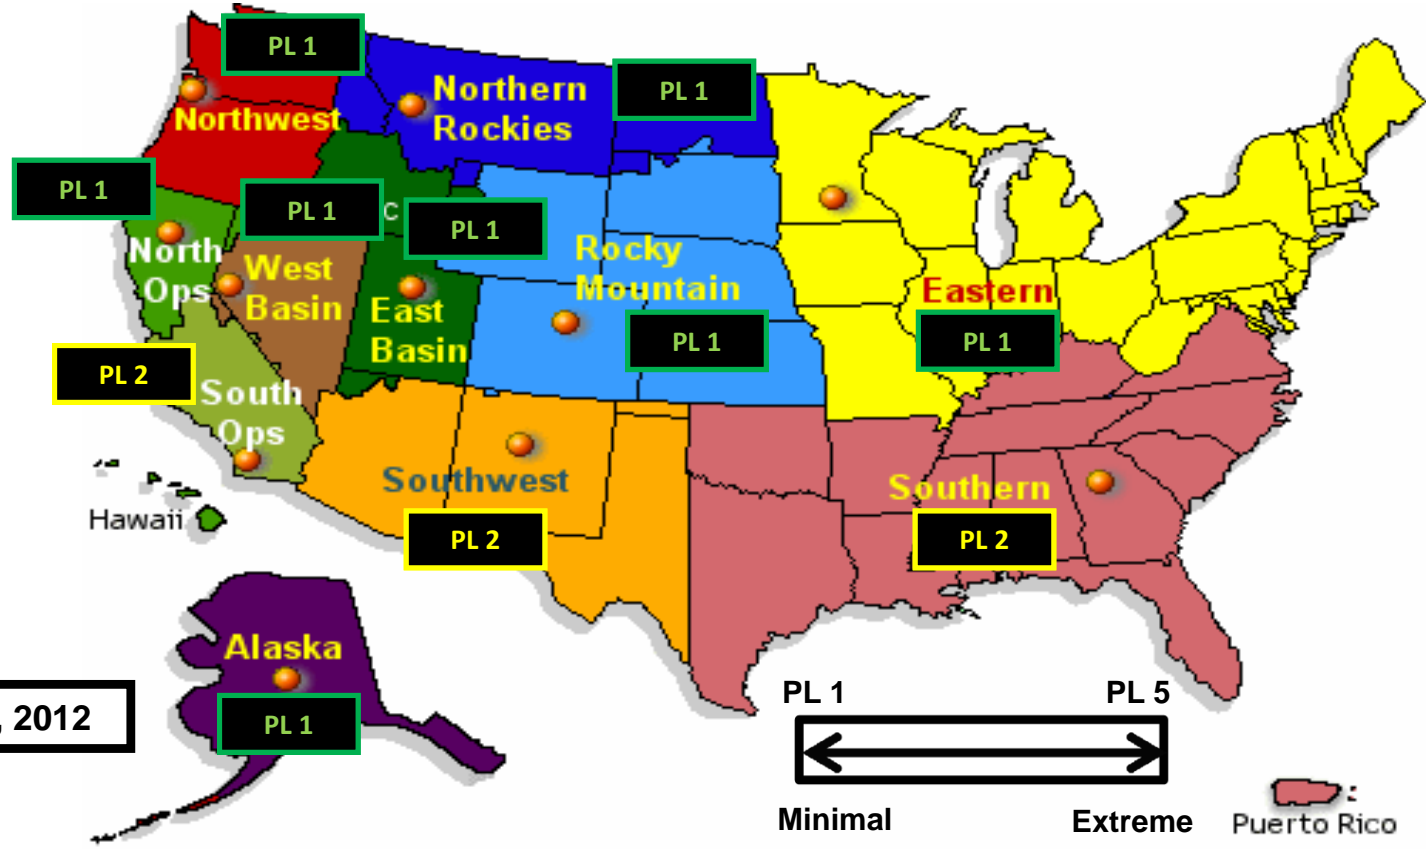 PL 1
Northern
Rockies
PL 1
Northwest
PL 1
PL 1
c
PL 1
North
Ops
West
Basin
Rocky
Mountain
East
Basin
Eastern
PL 1
PL 1
PL 2
South
Ops
Southwest
PL 2
Southern
PL 2
Hawaii
Alaska
PL 1
, 2012
PL 1
PL 5
Minimal
Extreme
Puerto Rico